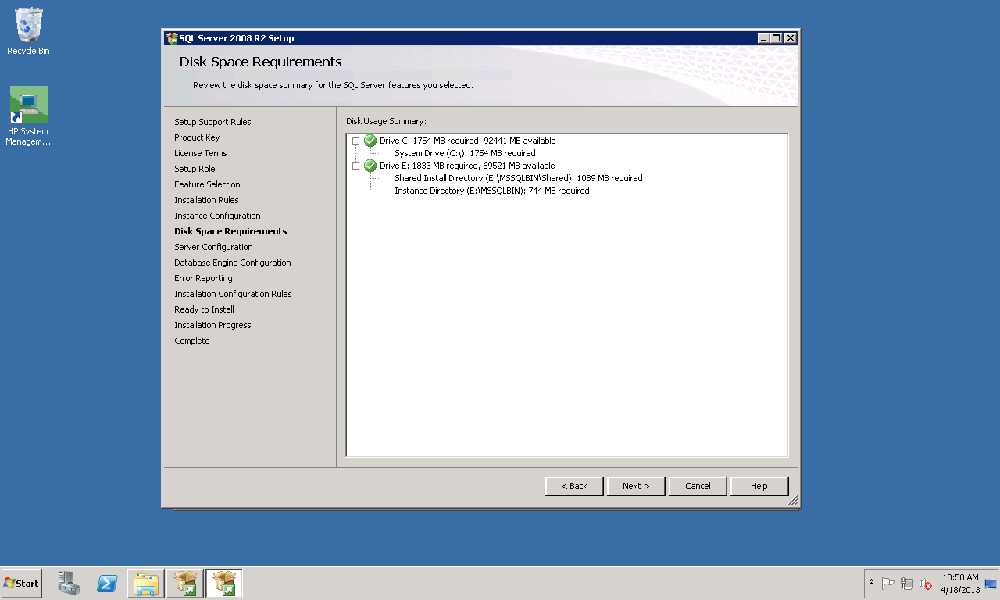 Recycle Bin
HP System
Managem...
SQL Server 2008 R2 Setup
Disk Space Requirements
Review the disk space summary for the SQL Server features you selected.
Setup Support Rules
Product Key
License Terms
Setup Role
Feature Selection
Installation Rules
Instance Configuration
Disk Space Requirements
Server Configuration
Database Engine Configuration
Error Reporting
Installation Configuration Rules
Ready to Install
Installation Progress
Complete
Disk Usage Summary:
Drive C: 1754 MB required, 92441 MB available
System Drive (C:\): 1754 MB required
Drive E: 1833 MB required, 69521 MB available
Shared Install Directory (E:\MSSQLBIN\Shared): 1089 MB required
Instance Directory (E:\MSSQLBIN): 744 MB required
< Back
Next >
Cancel
Help
Start
10:50 AM
4/18/2013